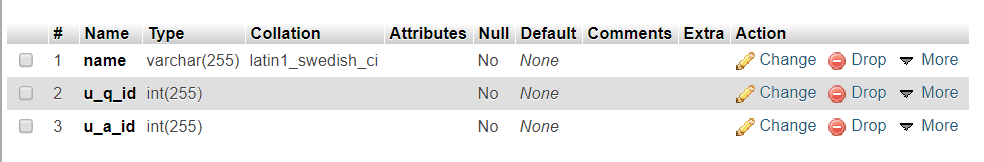 # Name Type Collation Attributes Null Default Comments Extra Action
1 name varchar(255) latin1_swedish_ci No None Change Drop More
2 u_q_id int(255) No None Change Drop More
3 u_a_id int(255) No None Change Drop More